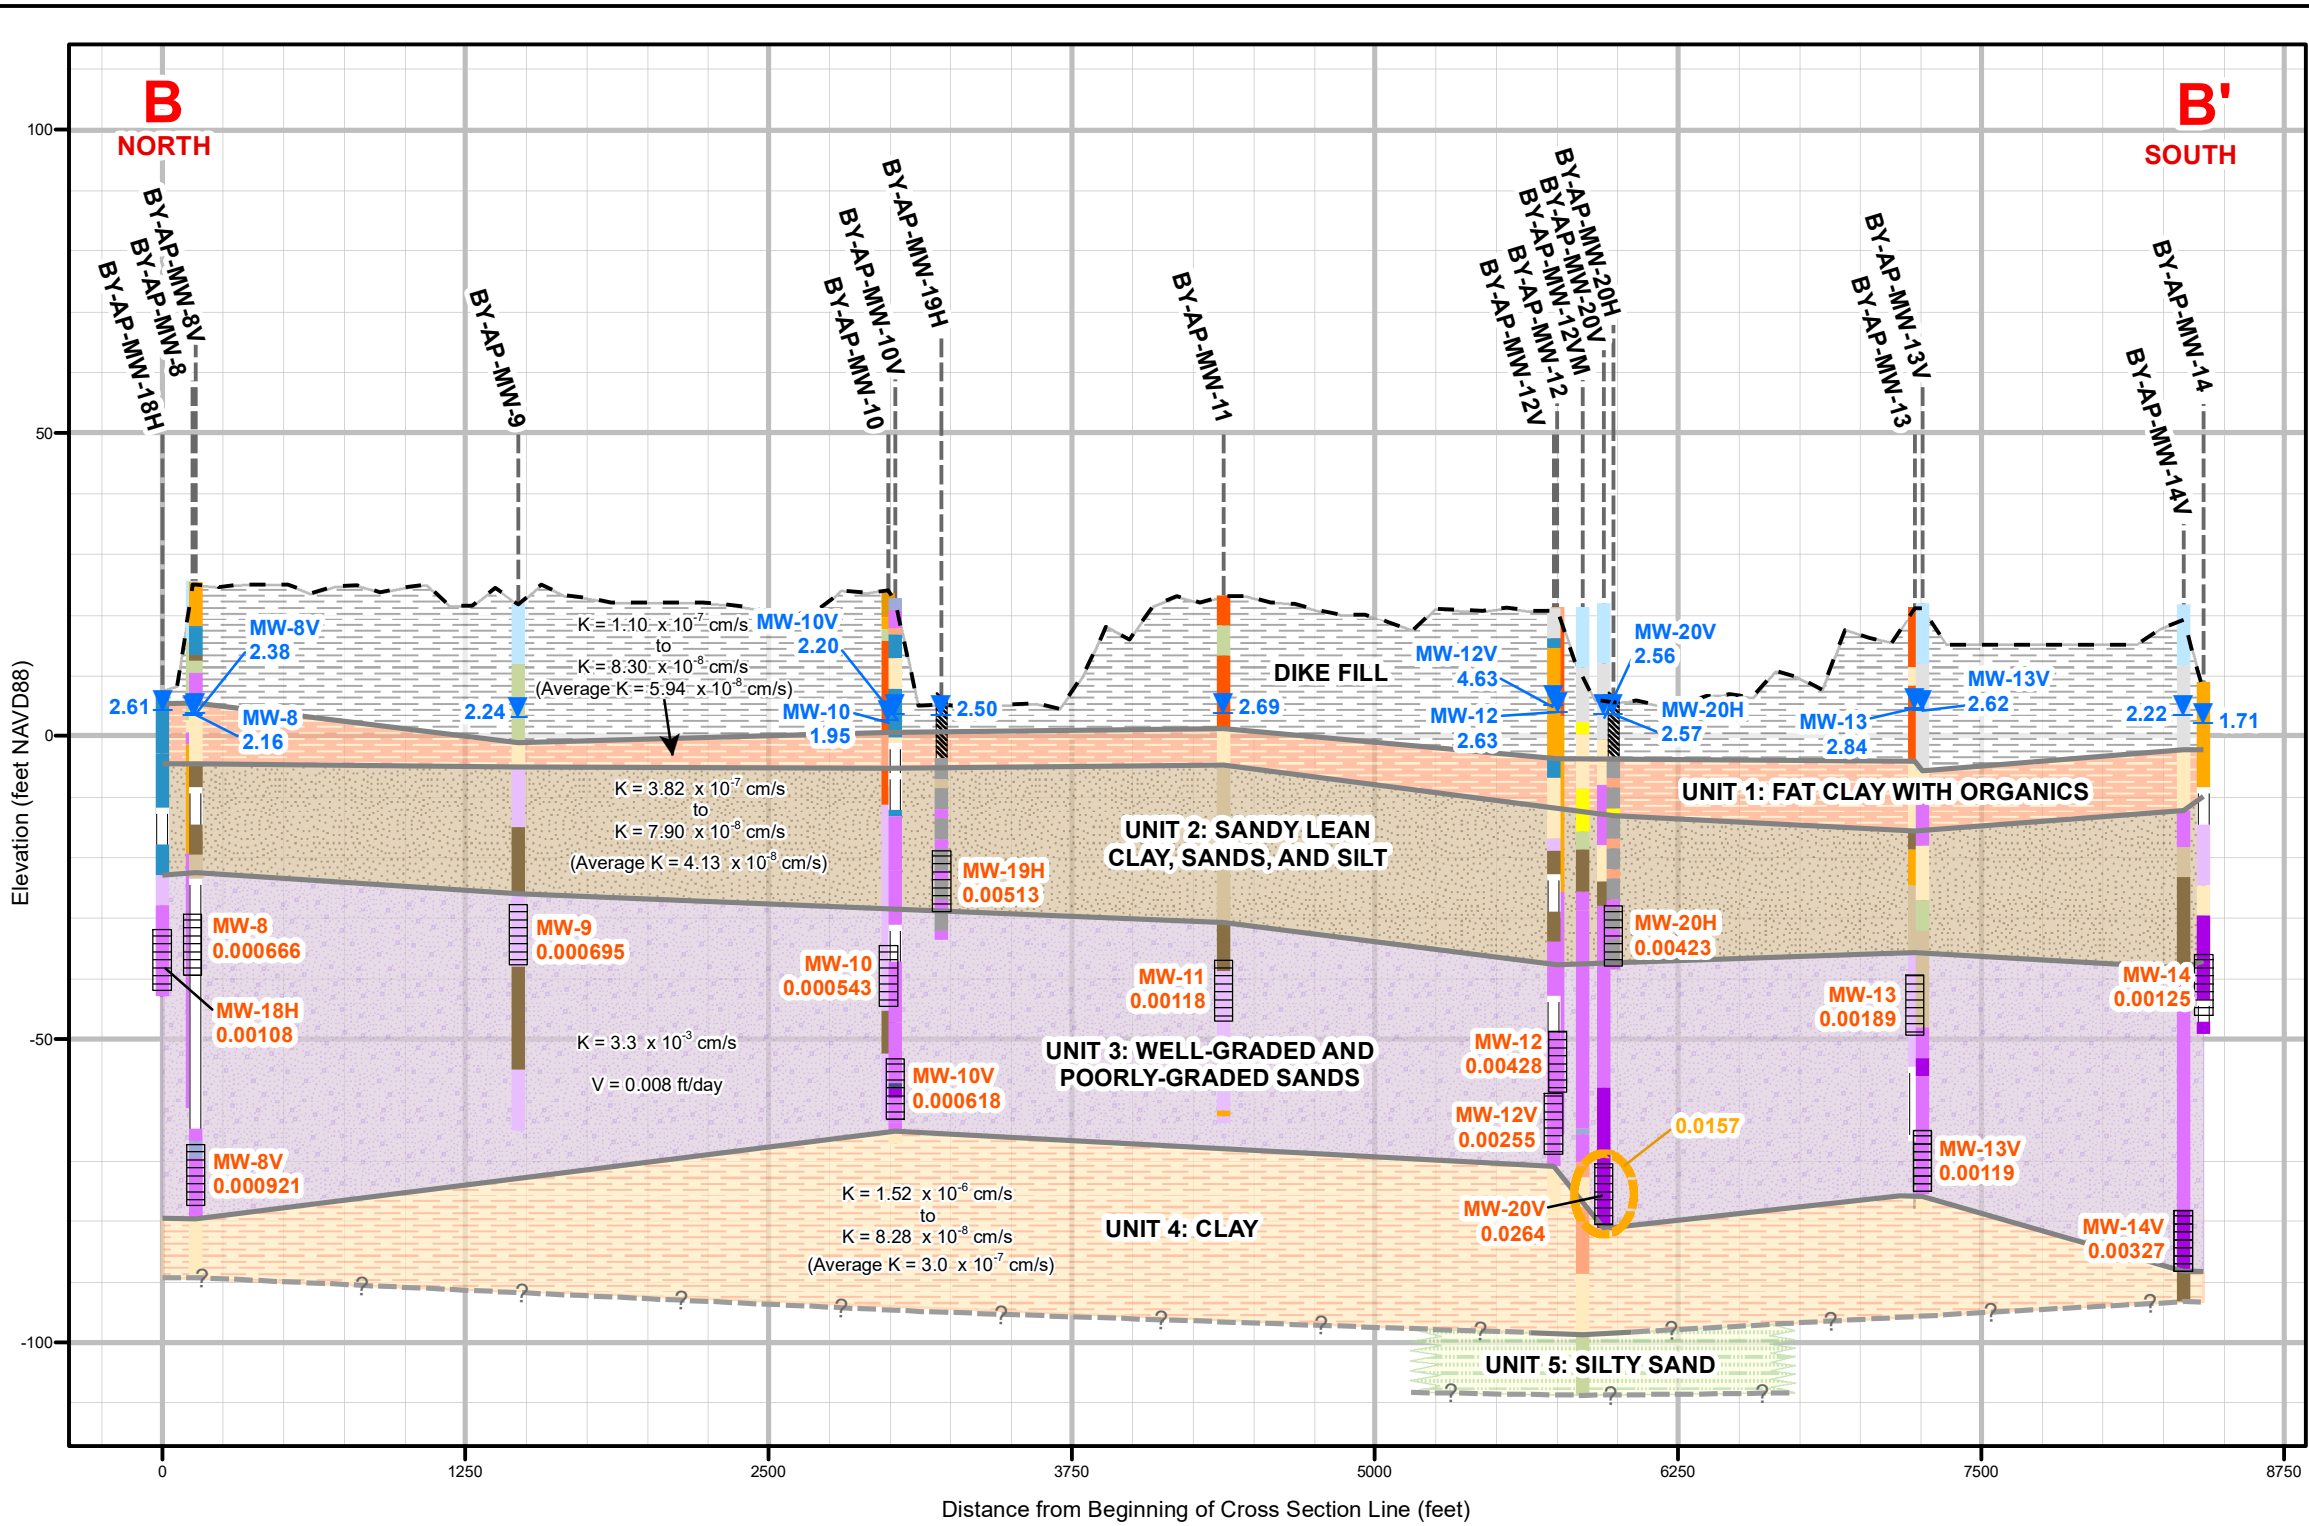 B
NORTH
B'
SOUTH
BY-AP-MW-18H
BY-AP-MW-8
BY-AP-MW-8V
BY-AP-MW-9
BY-AP-MW-10
BY-AP-MW-10V
BY-AP-MW-19H
BY-AP-MW-11
BY-AP-MW-12V
BY-AP-MW-12
BY-AP-MW-12VM
BY-AP-MW-20V
BY-AP-MW-20H
BY-AP-MW-13
BY-AP-MW-13V
BY-AP-MW-14V
BY-AP-MW-14
Elevation (feet NAVD88)
100
50
0
-50
-100
2.61
MW-8V
2.38
MW-8
2.16
2.24
K = 1.10 x 10-7 cm/s
to
K = 8.30 x 10-8 cm/s
(Average K = 5.94 x 10-8 cm/s)
MW-10V
2.20
MW-10
1.95
2.50
2.69
DIKE FILL
MW-12V
4.63
MW-12
2.63
MW-20V
2.56
MW-20H
2.57
MW-13
2.84
MW-13V
2.62
2.22
1.71
UNIT 1: FAT CLAY WITH ORGANICS
K = 3.82 x 10-7 cm/s
to
K = 7.90 x 10-8 cm/s
(Average K = 4.13 x 10-8 cm/s)
UNIT 2: SANDY LEAN
CLAY, SANDS, AND SILT
MW-19H
0.00513
MW-8
0.000666
MW-9
0.000695
MW-10
0.000543
MW-11
0.00118
MW-20H
0.00423
MW-13
0.00189
MW-14
0.00125
MW-18H
0.00108
K = 3.3 x 10-3 cm/s
V = 0.008 ft/day
UNIT 3: WELL-GRADED AND
POORLY-GRADED SANDS
MW-12
0.00428
MW-10V
0.000618
MW-12V
0.00255
0.0157
MW-8V
0.000921
MW-13V
0.00119
K = 1.52 x 10-6 cm/s
to
K = 8.28 x 10-8 cm/s
(Average K = 3.0 x 10-7 cm/s)
UNIT 4: CLAY
MW-20V
0.0264
MW-14V
0.00327
? ? ? ? ? ? ? ? ? ? ? ? ?
UNIT 5: SILTY SAND
? ? ?
0 1250 2500 3750 5000 6250 7500 8750
Distance from Beginning of Cross Section Line (feet)